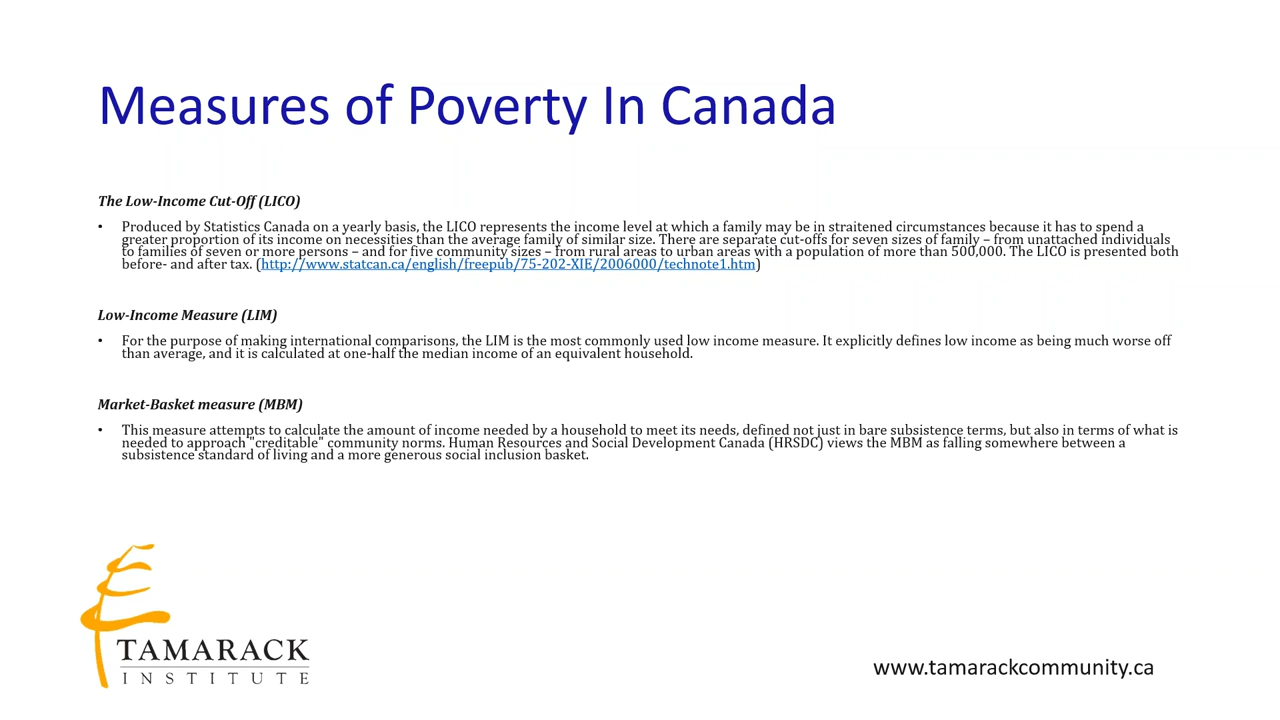 Measures of Poverty In Canada
The Low-Income Cut-Off (LICO)
• Produced by Statistics Canada on a yearly basis, the LICO represents the income level at which a family may be in straitened circumstances because it has to spend a
greater proportion of its income on necessities than the average family of similar size. There are separate cut-offs for seven sizes of family – from unattached individuals
to families of seven or more persons – and for five community sizes – from rural areas to urban areas with a population of more than 500,000. The LICO is presented both
before- and after tax. (http://www.statcan.ca/english/freepub/75-202-XIE/2006000/technote1.htm)
Low-Income Measure (LIM)
• For the purpose of making international comparisons, the LIM is the most commonly used low income measure. It explicitly defines low income as being much worse off
than average, and it is calculated at one-half the median income of an equivalent household.
Market-Basket measure (MBM)
• This measure attempts to calculate the amount of income needed by a household to meet its needs, defined not just in bare subsistence terms, but also in terms of what is
needed to approach "creditable" community norms. Human Resources and Social Development Canada (HRSDC) views the MBM as falling somewhere between a
subsistence standard of living and a more generous social inclusion basket.
TAMARACK
INSTITUTE
www.tamarackcommunity.ca